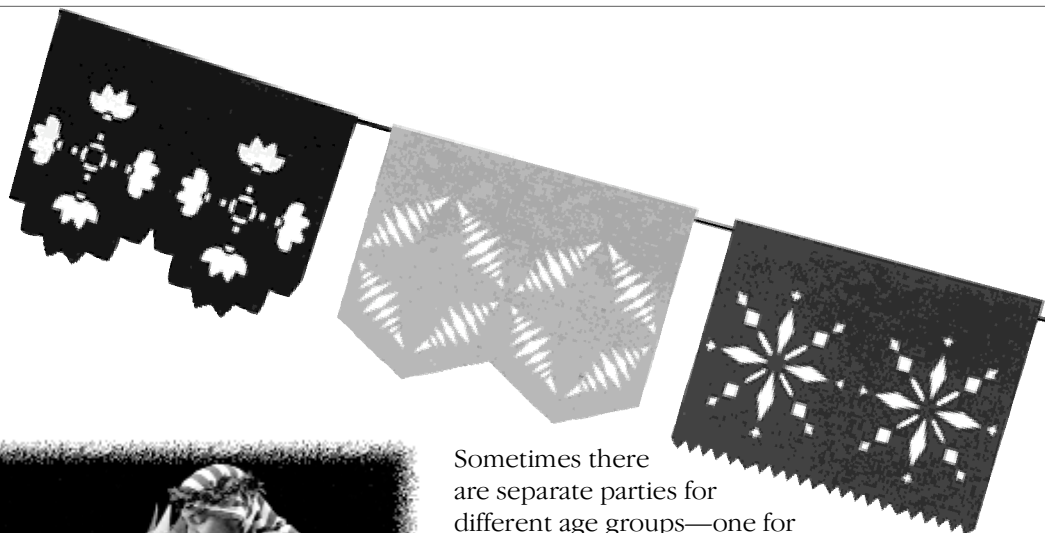 Sometimes there
are separate parties for
different age groups—one for